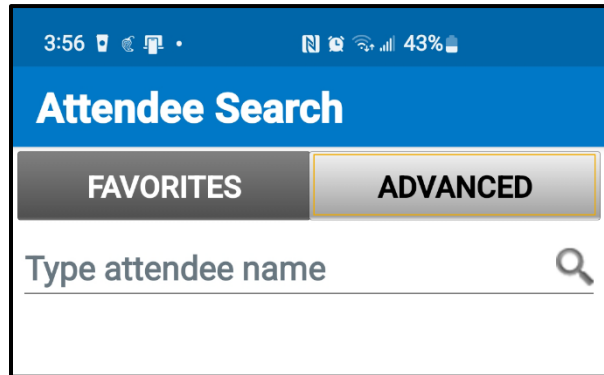 3:56 43%
Attendee Search
FAVORITES ADVANCED
Type attendee name